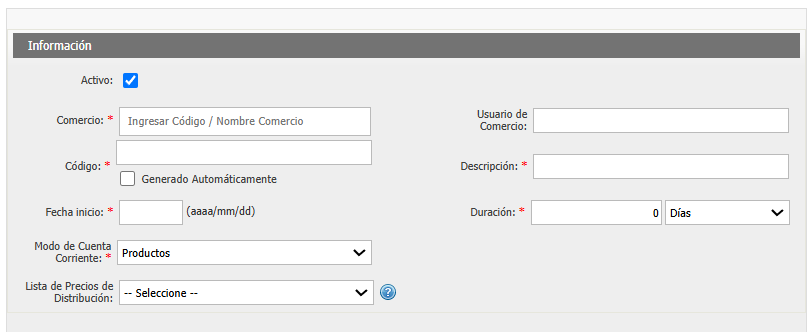 Información
Activo:
Comercio: * Ingresar Código / Nombre Comercio
Usuario de
Comercio:
Código: *
Generado Automáticamente
Descripción: *
Fecha inicio: * (aaaa/mm/dd)
Duración: * 0 Días
Modo de Cuenta
Corriente: * Productos
Lista de Precios de
Distribución: -- Seleccione -- ?